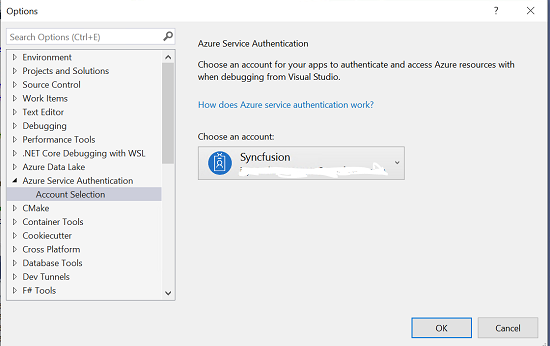 Options
Search Options (Ctrl+E)
Environment
Projects and Solutions
Source Control
Work Items
Text Editor
Debugging
Performance Tools
.NET Core Debugging with WSL
Azure Data Lake
Azure Service Authentication
Account Selection
CMake
Container Tools
Cookiecutter
Cross Platform
Database Tools
Dev Tunnels
F# Tools
Azure Service Authentication
Choose an account for your apps to authenticate and access Azure resources with
when debugging from Visual Studio.
How does Azure service authentication work?
Choose an account:
Syncfusion
OK
Cancel